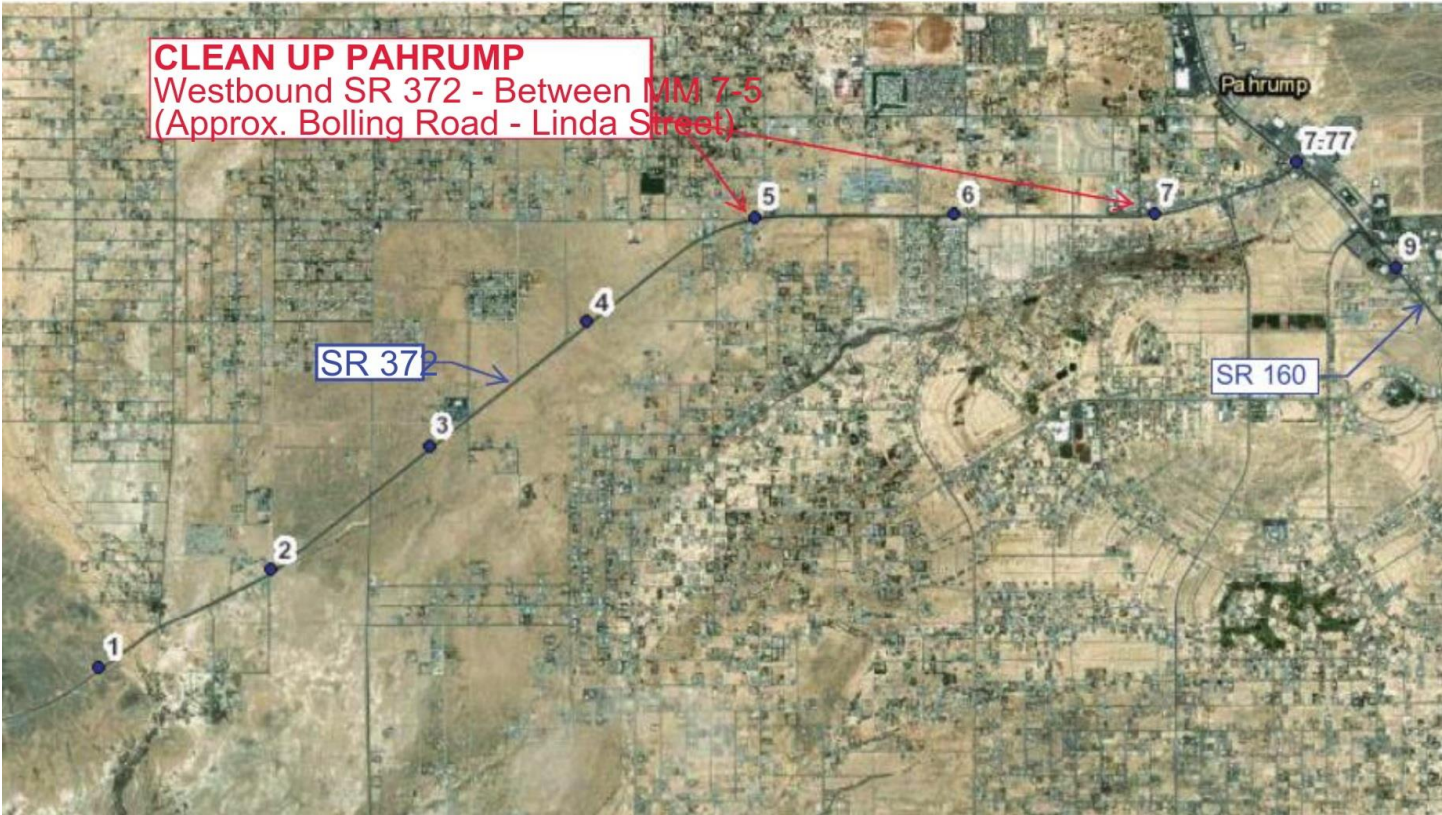 CLEAN UP PAHRUMP
Westbound SR 372 - Between MM 7-5
(Approx. Bolling Road - Linda Street)
Pahrump
7.77
7
6
5
9
4
SR 372
SR 160
3
2
1